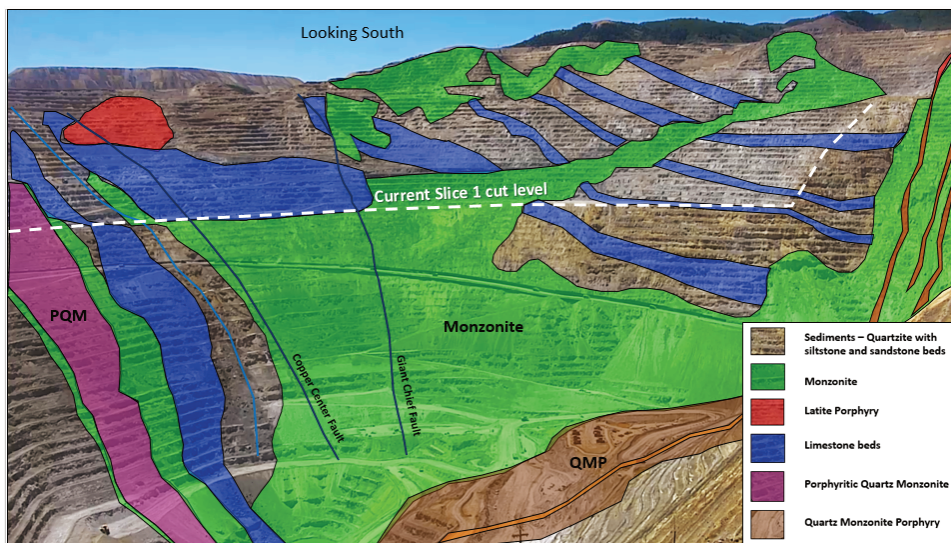 Looking South
Current Slice 1 cut level
PQM
Monzonite
Copper Center Fault
Giant Chief Fault
QMP
Sediments – Quartzite with
siltstone and sandstone beds
Monzonite
Latite Porphyry
Limestone beds
Porphyritic Quartz Monzonite
Quartz Monzonite Porphyry